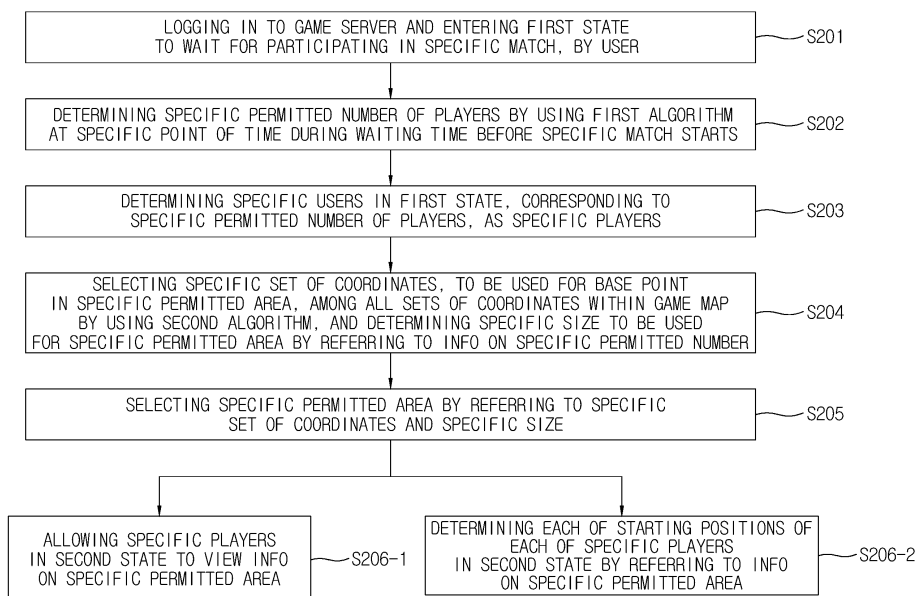 LOGGING IN TO GAME SERVER AND ENTERING FIRST STATE
TO WAIT FOR PARTICIPATING IN SPECIFIC MATCH, BY USER
S201
DETERMINING SPECIFIC PERMITTED NUMBER OF PLAYERS BY USING FIRST ALGORITHM
AT SPECIFIC POINT OF TIME DURING WAITING TIME BEFORE SPECIFIC MATCH STARTS
S202
DETERMINING SPECIFIC USERS IN FIRST STATE, CORRESPONDING TO
SPECIFIC PERMITTED NUMBER OF PLAYERS, AS SPECIFIC PLAYERS
S203
SELECTING SPECIFIC SET OF COORDINATES, TO BE USED FOR BASE POINT
IN SPECIFIC PERMITTED AREA, AMONG ALL SETS OF COORDINATES WITHIN GAME MAP
BY USING SECOND ALGORITHM, AND DETERMINING SPECIFIC SIZE TO BE USED
FOR SPECIFIC PERMITTED AREA BY REFERRING TO INFO ON SPECIFIC PERMITTED NUMBER
S204
SELECTING SPECIFIC PERMITTED AREA BY REFERRING TO SPECIFIC
SET OF COORDINATES AND SPECIFIC SIZE
S205
ALLOWING SPECIFIC PLAYERS
IN SECOND STATE TO VIEW INFO
ON SPECIFIC PERMITTED AREA
S206-1
DETERMINING EACH OF STARTING POSITIONS OF
EACH OF SPECIFIC PLAYERS
IN SECOND STATE BY REFERRING TO INFO
ON SPECIFIC PERMITTED AREA
S206-2